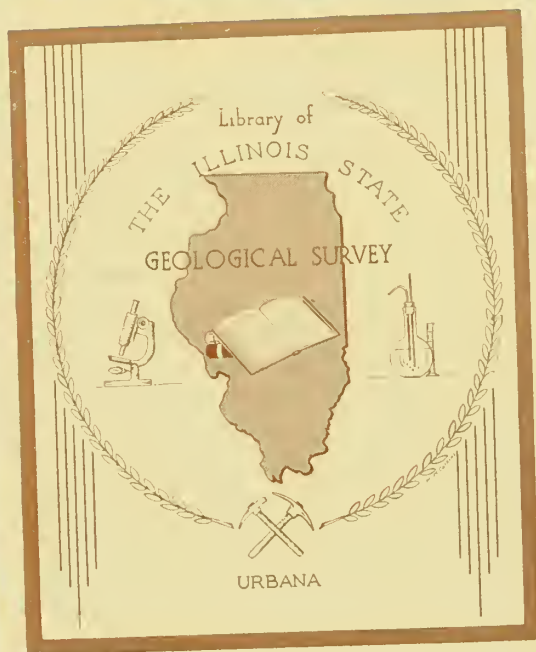 Library of
THE ILLINOIS STATE
GEOLOGICAL SURVEY
URBANA